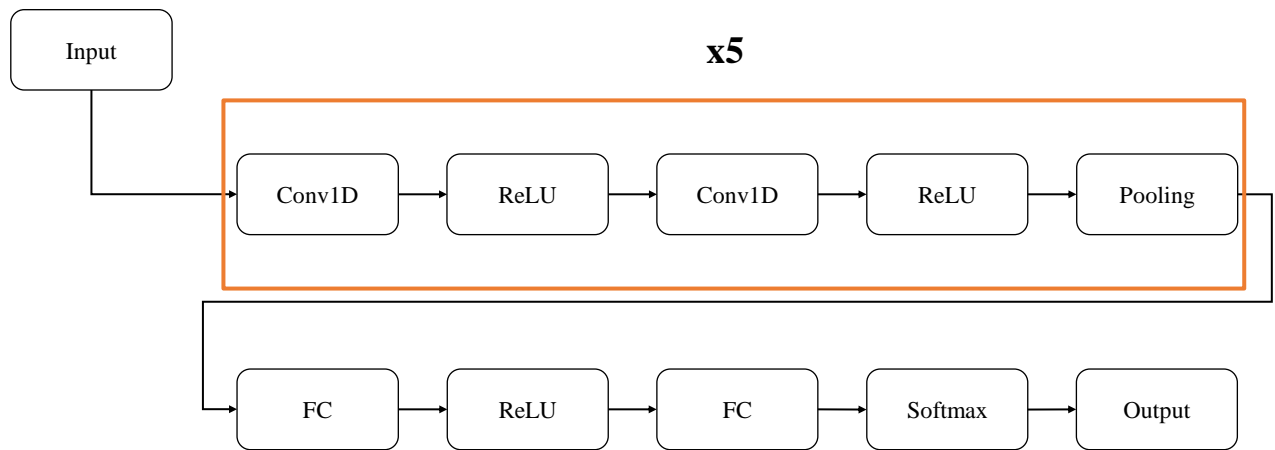 Input
x5
Conv1D
ReLU
Conv1D
ReLU
Pooling
FC
ReLU
FC
Softmax
Output